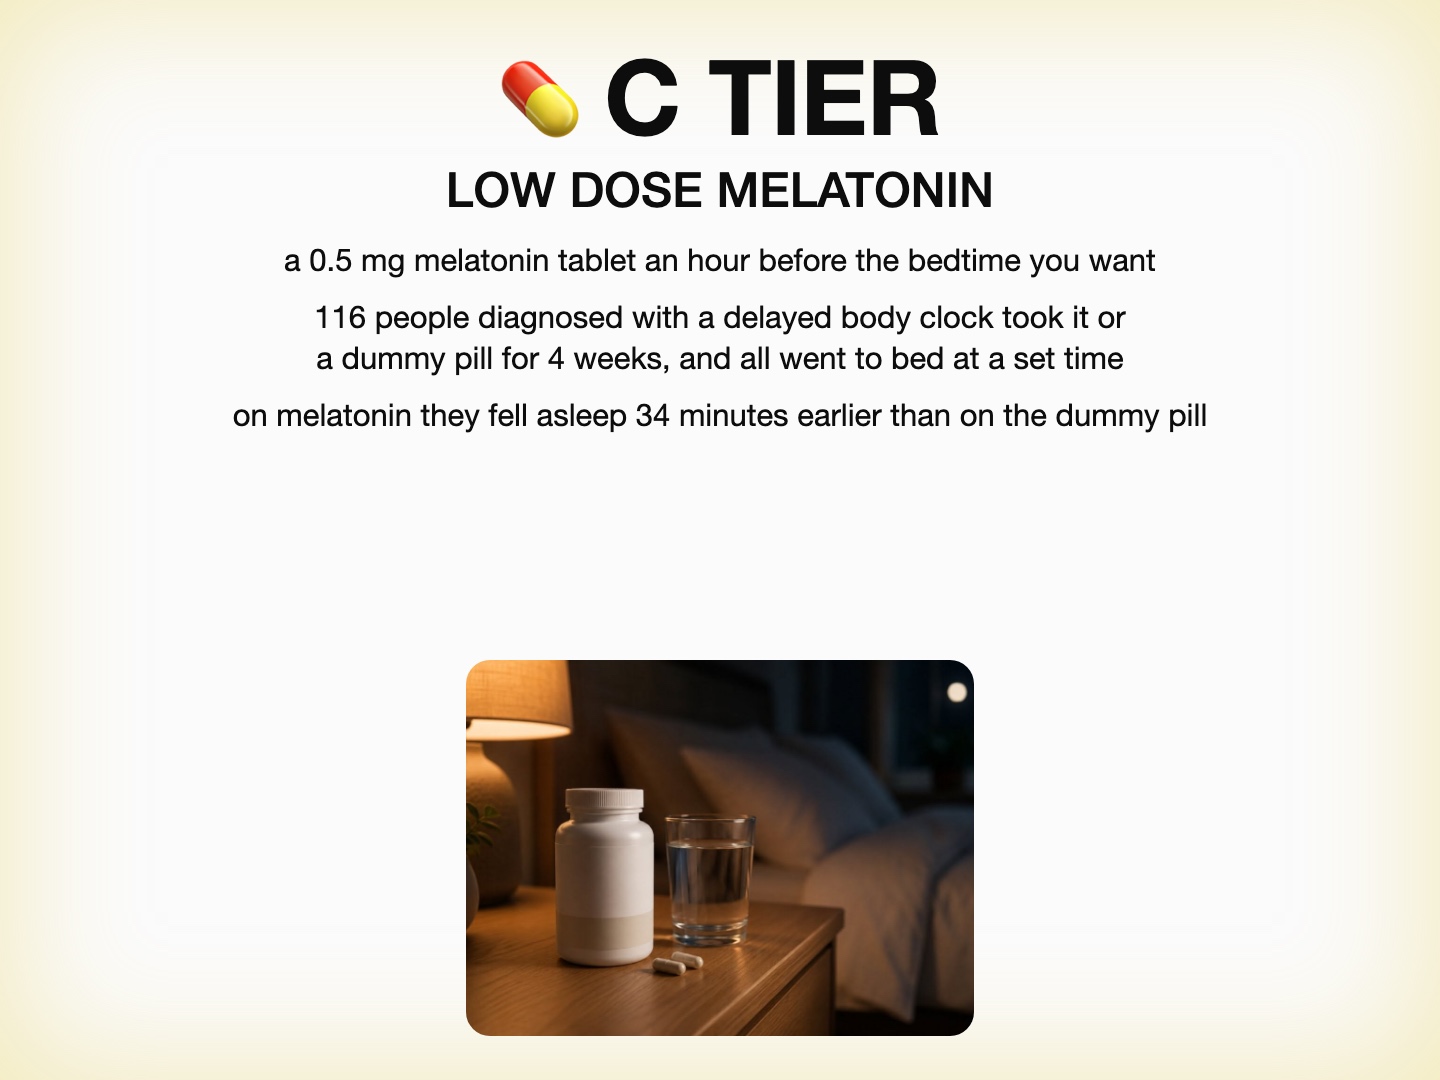 C TIER
LOW DOSE MELATONIN
a 0.5 mg melatonin tablet an hour before the bedtime you want
116 people diagnosed with a delayed body clock took it or
a dummy pill for 4 weeks, and all went to bed at a set time
on melatonin they fell asleep 34 minutes earlier than on the dummy pill